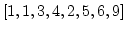 [1, 1, 3, 4, 2, 5, 6, 9]